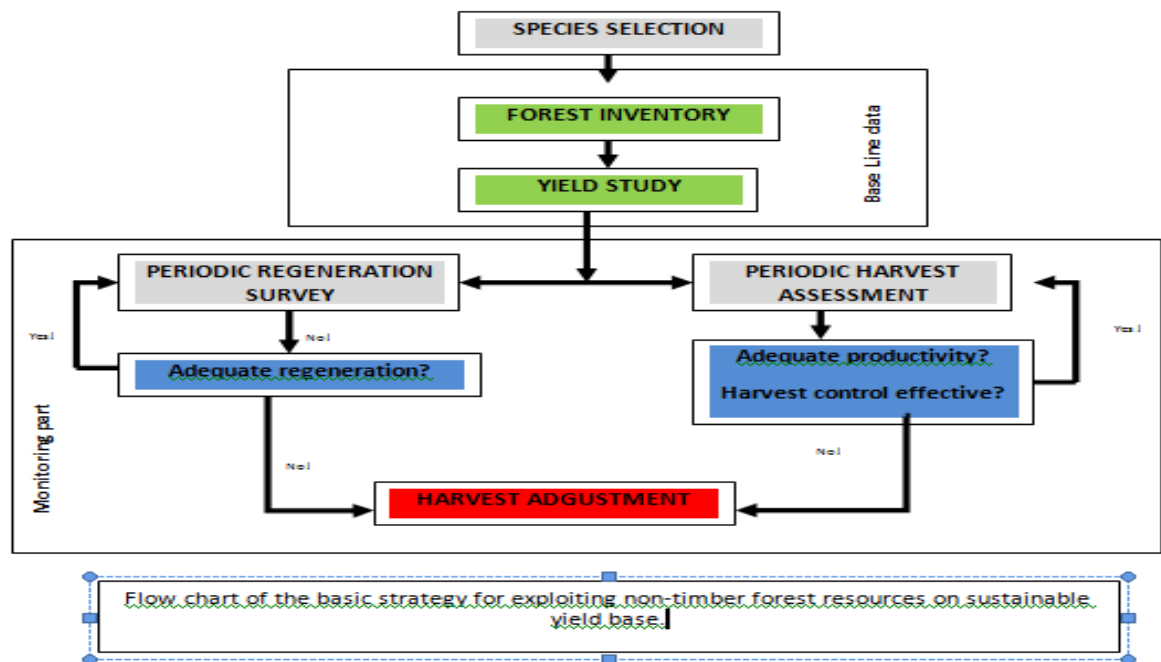 SPECIES SELECTION
FOREST INVENTORY
YIELD STUDY
Base Line data
PERIODIC REGENERATION
SURVEY
PERIODIC HARVEST
ASSESSMENT
Yes!
No!
Yes!
Adequate regeneration?
Adequate productivity?
Harvest control effective?
No!
No!
HARVEST ADGUSTMENT
Monitoring part
Flow chart of the basic strategy for exploiting non-timber forest resources on sustainable
yield base.